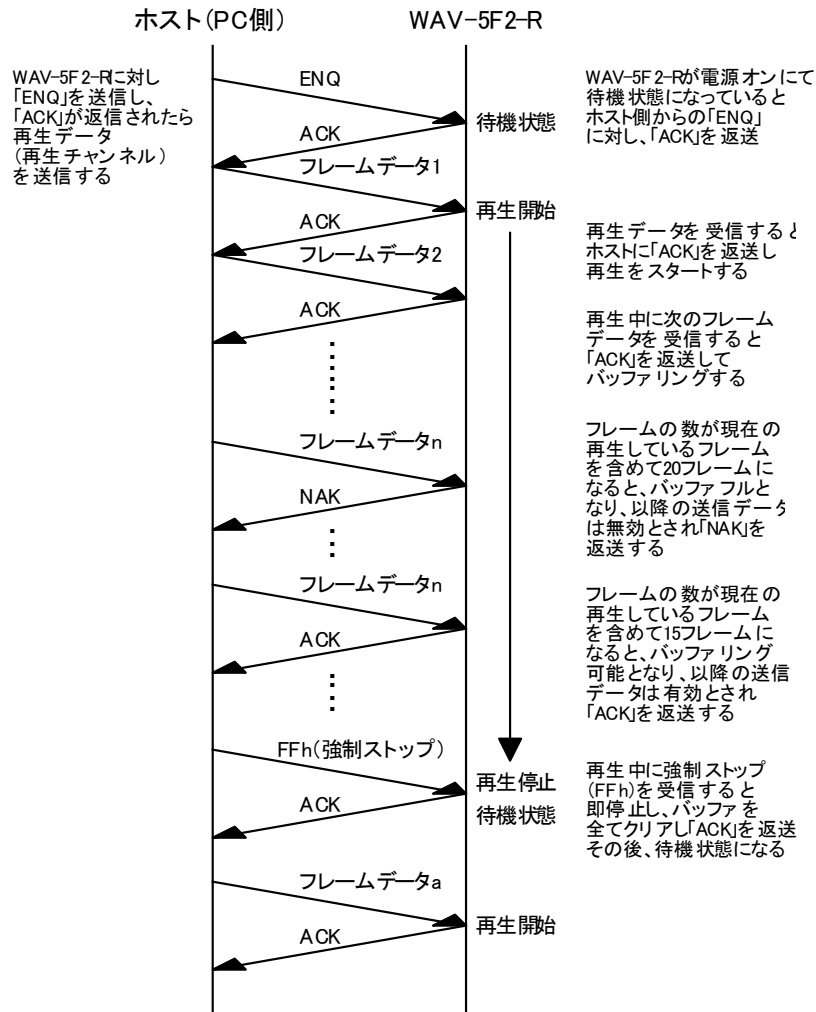 ホスト(PC側)
WAV-5F2-R
WAV-5F2-Rに対し
「ENQ」を送信し、
「ACK」が返信されたら
再生データ
(再生チャンネル)
を送信する
ENQ
待機状態
WAV-5F2-Rが電源オンにて
待機状態になっていると
ホスト側からの「ENQ」
に対し、「ACK」を返送
ACK
フレームデータ1
再生開始
ACK
フレームデータ2
再生データを受信すると
ホストに「ACK」を返送し
再生をスタートする
ACK
再生中に次のフレーム
データを受信すると
「ACK」を返送して
バッファリングする
フレームデータn
NAK
フレームの数が現在の
再生しているフレーム
を含めて20フレームに
なると、バッファフルと
なり、以降の送信データ
は無効とされ「NAK」を
返送する
フレームデータn
ACK
フレームの数が現在の
再生しているフレーム
を含めて15フレームに
なると、バッファリング
可能となり、以降の送信
データは有効とされ
「ACK」を返送する
FFh(強制ストップ)
再生停止
待機状態
ACK
再生中に強制ストップ
(FFh)を受信すると
即停止し、バッファを
全てクリアし「ACK」を返送
その後、待機状態になる
フレームデータa
再生開始
ACK